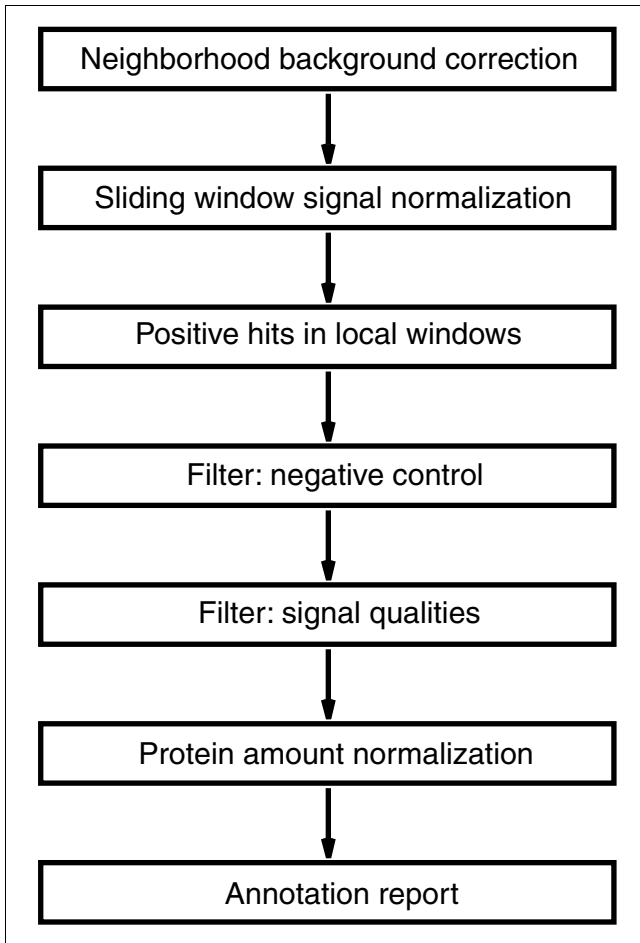 Neighborhood background correction
Sliding window signal normalization
Positive hits in local windows
Filter: negative control
Filter: signal qualities
Protein amount normalization
Annotation report